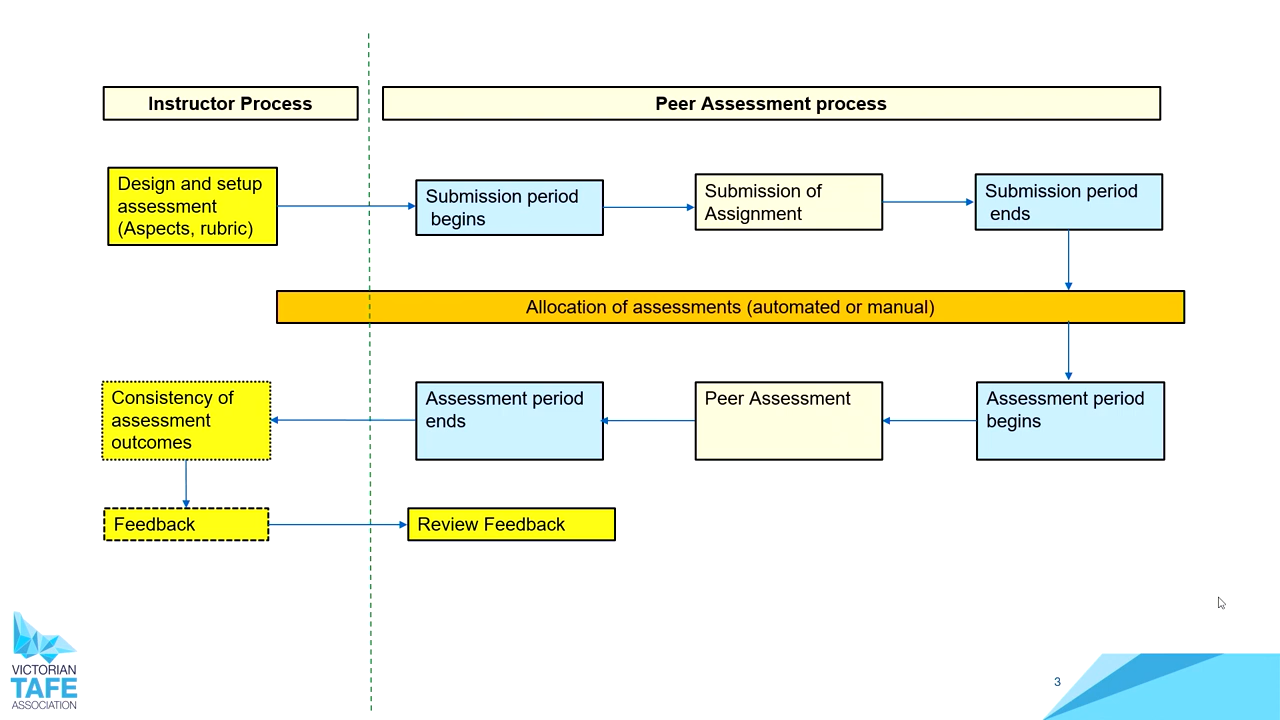 Instructor Process
Peer Assessment process
Design and setup
assessment
(Aspects, rubric)
Submission period
begins
Submission of
Assignment
Submission period
ends
Allocation of assessments (automated or manual)
Consistency of
assessment
outcomes
Assessment period
ends
Peer Assessment
Assessment period
begins
Feedback
Review Feedback
VICTORIAN
TAFE
ASSOCIATION
3